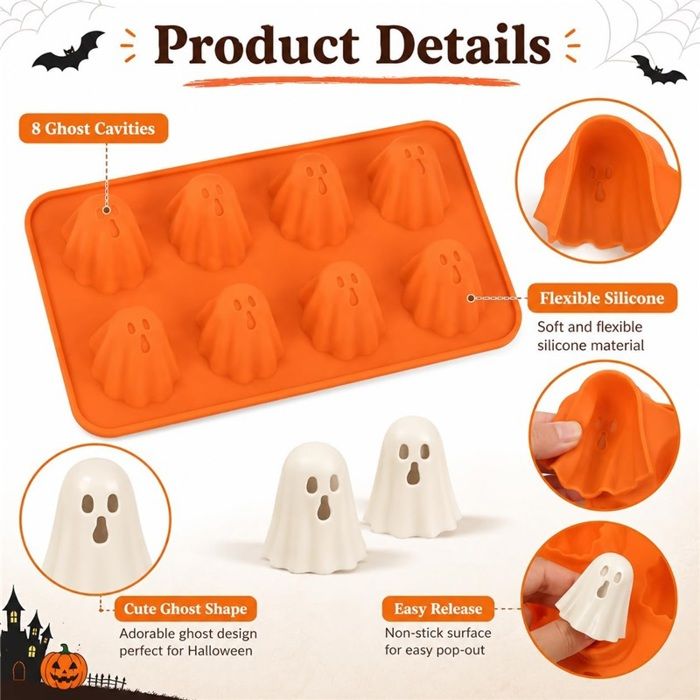 Product Details
8 Ghost Cavities
Flexible Silicone
Soft and flexible
silicone material
Cute Ghost Shape
Adorable ghost design
perfect for Halloween
Easy Release
Non-stick surface
for easy pop-out